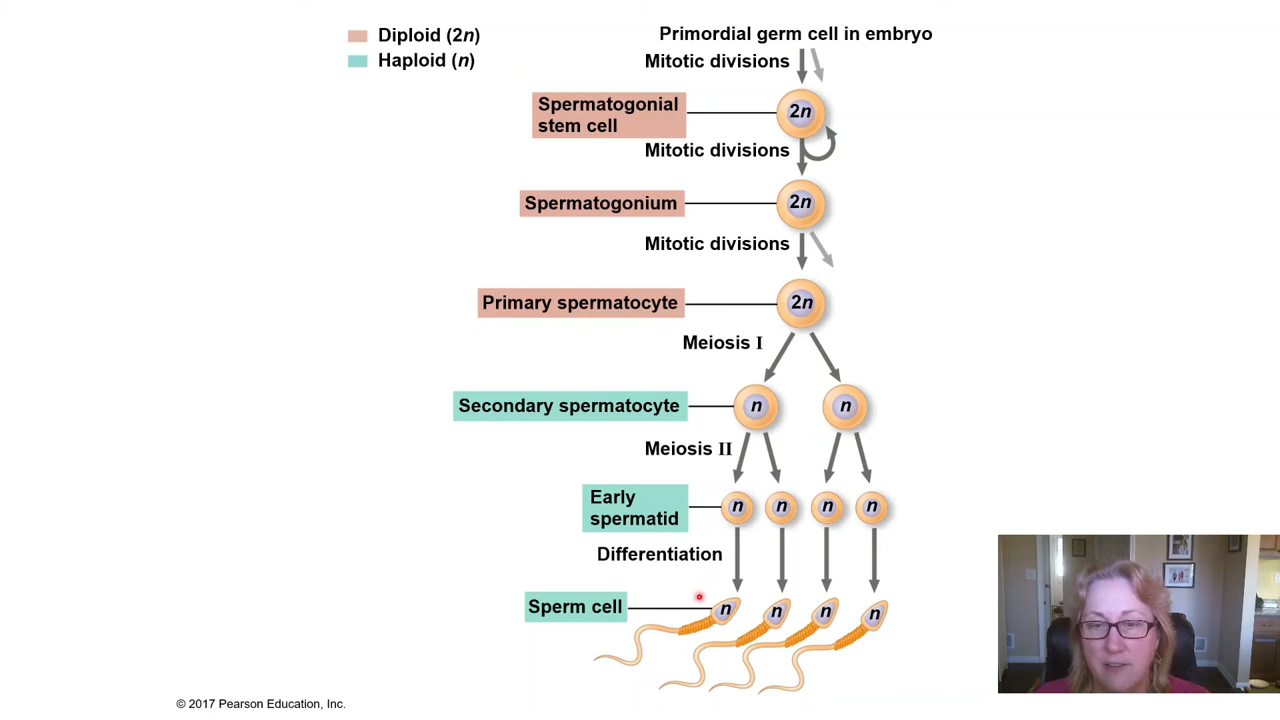 Diploid (2n)
Haploid (n)
Primordial germ cell in embryo
Mitotic divisions
Spermatogonial
stem cell
2n
Mitotic divisions
Spermatogonium
2n
Mitotic divisions
Primary spermatocyte
2n
Meiosis I
Secondary spermatocyte
n
n
Meiosis II
Early
spermatid
n
n
n
n
Differentiation
Sperm cell
n
n
n
n
© 2017 Pearson Education, Inc.